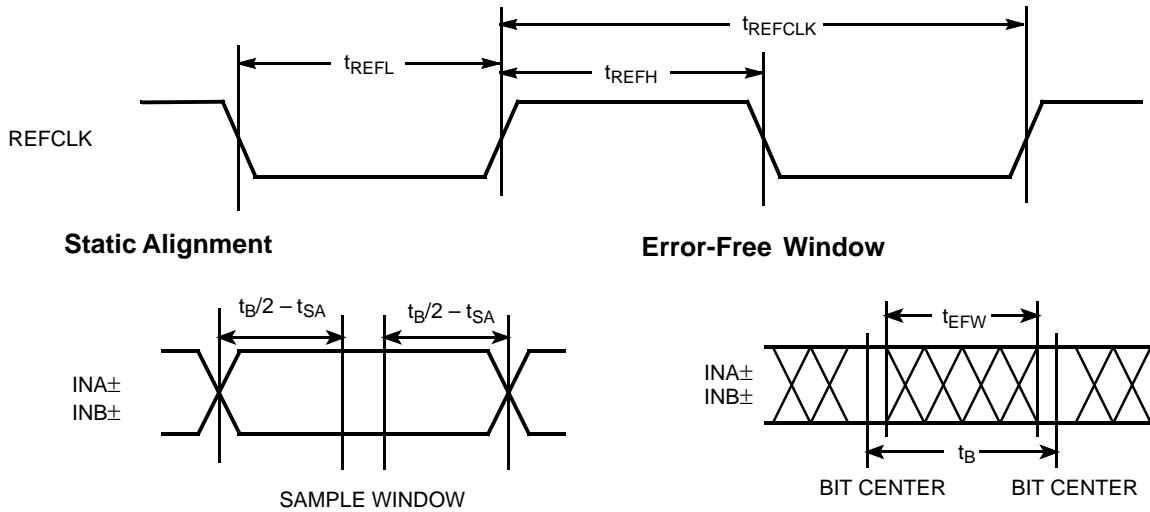 tREFCLK
tREFL
tREFH
REFCLK
Static Alignment
Error-Free Window
tB/2 – tSA
tB/2 – tSA
tEFW
INA±
INB±
INA±
INB±
tB
SAMPLE WINDOW
BIT CENTER
BIT CENTER